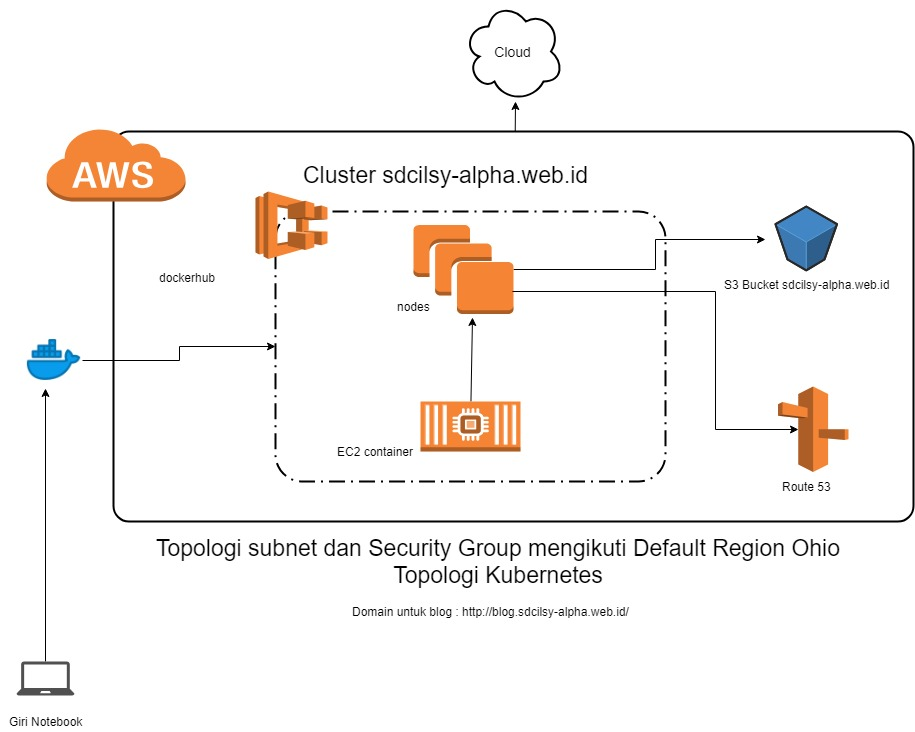 Cloud
AWS
Cluster sdcilsy-alpha.web.id
dockerhub
nodes
S3 Bucket sdcilsy-alpha.web.id
EC2 container
Route 53
Topologi subnet dan Security Group mengikuti Default Region Ohio
Topologi Kubernetes
Domain untuk blog : http://blog.sdcilsy-alpha.web.id/
Giri Notebook